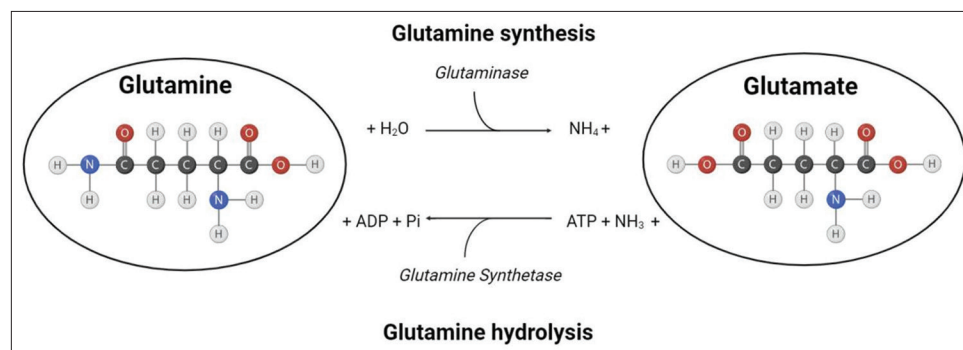 Glutamine synthesis
Glutamine
Glutaminase
Glutamate
+ H₂O
NH₄ +
O H H H O
H N C C C C C O H
H H H N H
H
O H H H O
H O C C C C C O H
H H N H
H
+ ADP + Pi
ATP + NH₃ +
Glutamine Synthetase
Glutamine hydrolysis